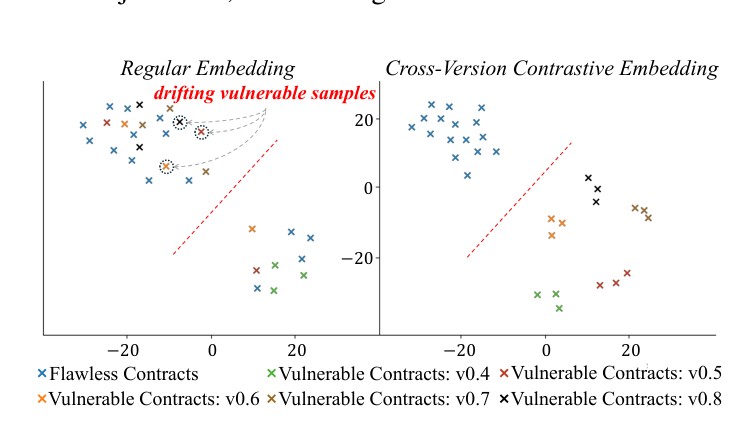 Regular Embedding
Cross-Version Contrastive Embedding
drifting vulnerable samples
20
0
−20
−20 0 20
−20 0 20
Flawless Contracts
Vulnerable Contracts: v0.4
Vulnerable Contracts: v0.5
Vulnerable Contracts: v0.6
Vulnerable Contracts: v0.7
Vulnerable Contracts: v0.8